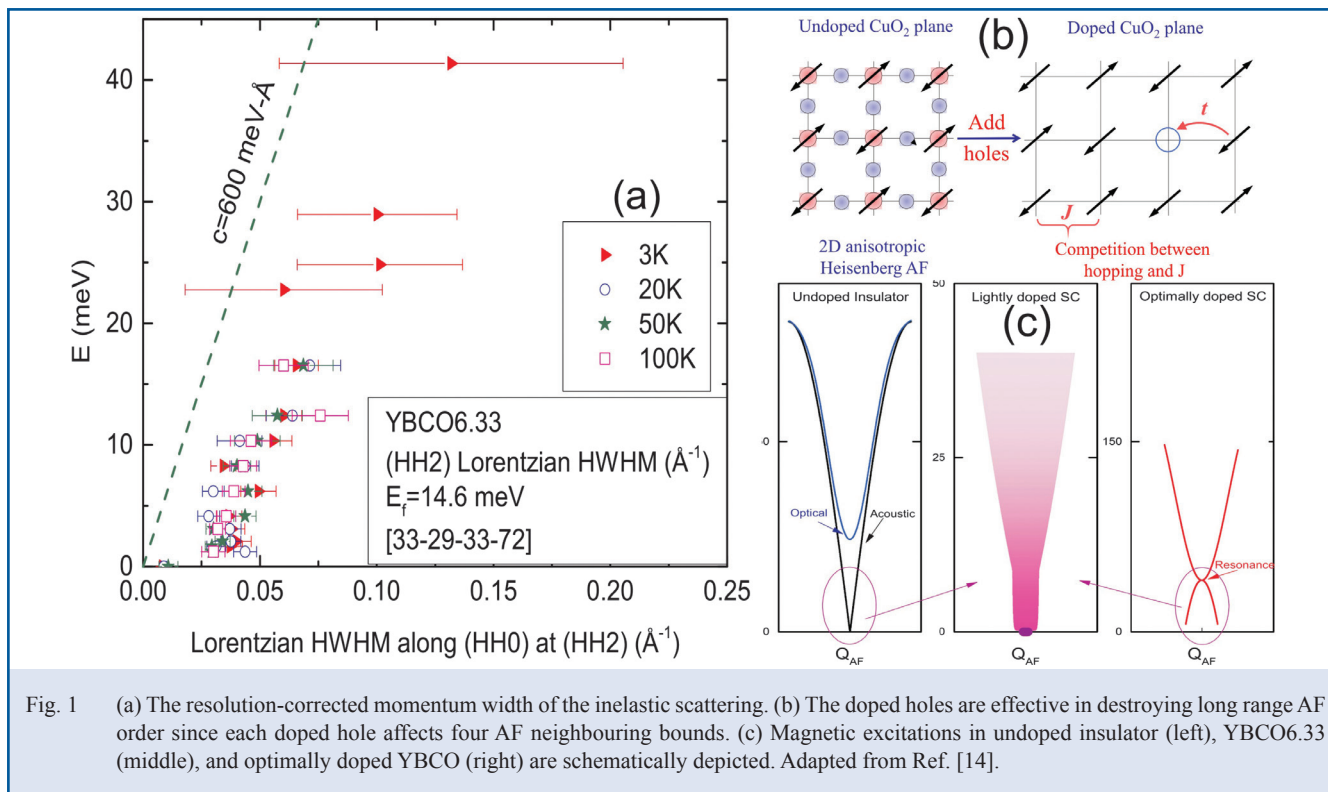 (a)
c=600 meV-Å
E (meV)
40
30
20
10
0
0.00 0.05 0.10 0.15 0.20 0.25
Lorentzian HWHM along (HH0) at (HH2) (Å⁻¹)
3K
20K
50K
100K
YBCO6.33
(HH2) Lorentzian HWHM (Å⁻¹)
E_f=14.6 meV
[33-29-33-72]
Undoped CuO₂ plane
(b)
Doped CuO₂ plane
Add
holes
t
J
2D anisotropic
Heisenberg AF
Competition between
hopping and J
Undoped Insulator
Optical
Acoustic
0
Q_AF
50
Lightly doped SC
(c)
25
0
Q_AF
Optimally doped SC
150
Resonance
0
Q_AF
Fig. 1 (a) The resolution-corrected momentum width of the inelastic scattering. (b) The doped holes are effective in destroying long range AF
order since each doped hole affects four AF neighbouring bounds. (c) Magnetic excitations in undoped insulator (left), YBCO6.33
(middle), and optimally doped YBCO (right) are schematically depicted. Adapted from Ref. [14].